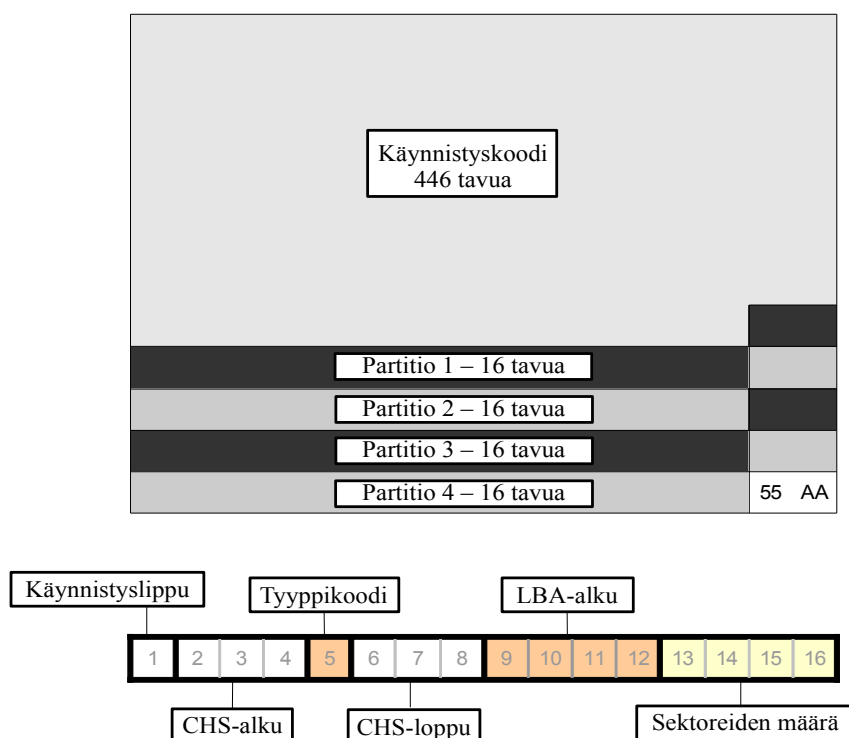 Käynnistyskoodi
446 tavua
Partitio 1 – 16 tavua
Partitio 2 – 16 tavua
Partitio 3 – 16 tavua
Partitio 4 – 16 tavua
55 AA
Käynnistyslippu
Tyyppikoodi
LBA-alku
1 2 3 4 5 6 7 8 9 10 11 12 13 14 15 16
CHS-alku
CHS-loppu
Sektoreiden määrä